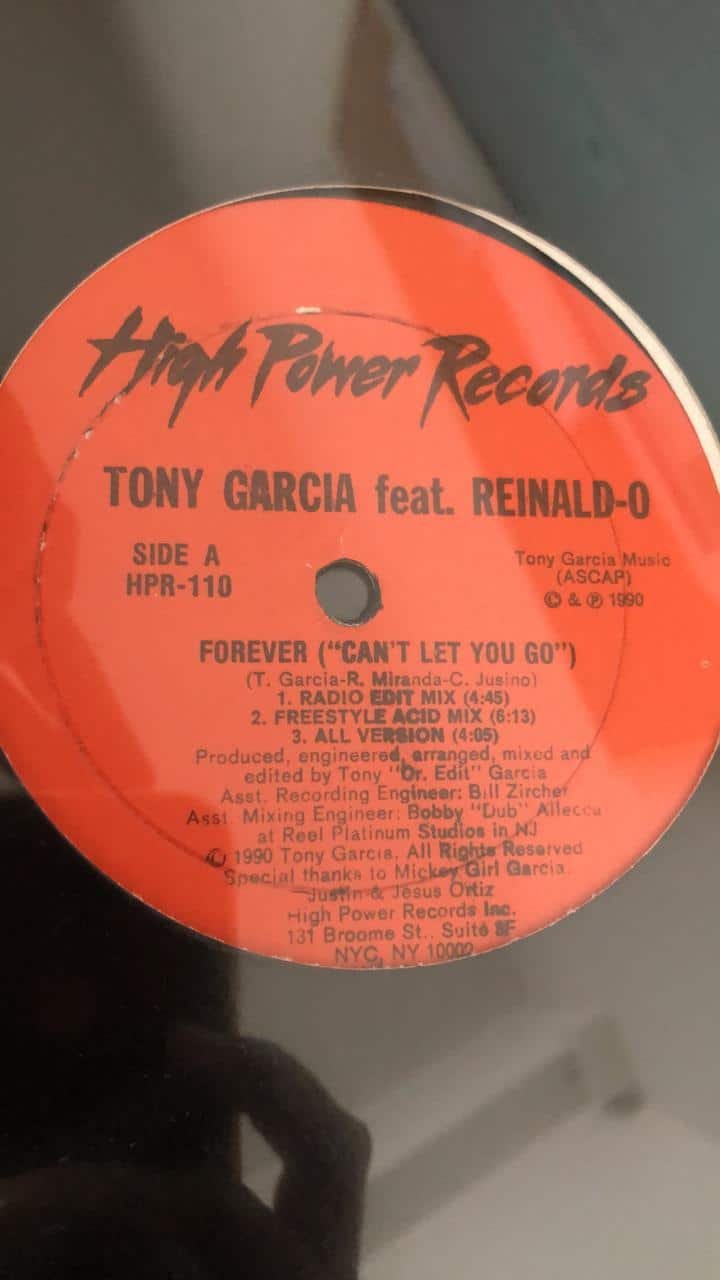 High Power Records
TONY GARCIA feat. REINALD-O
SIDE A
HPR-110
Tony Garcia Music
(ASCAP)
© & ℗ 1990
FOREVER ("CAN'T LET YOU GO")
(T. Garcia-R. Miranda-C. Jusino)
1. RADIO EDIT MIX (4:45)
2. FREESTYLE ACID MIX (6:13)
3. ALL VERSION (4:05)
Produced, engineered, arranged, mixed and
edited by Tony "Dr. Edit" Garcia
Asst. Recording Engineer: Bill Zircher
Asst. Mixing Engineer: Bobby "Dub" Allecca
at Reel Platinum Studios in NJ
© 1990 Tony Garcia. All Rights Reserved
Special thanks to Mickey Girl Garcia.
Justin & Jesus Ortiz
High Power Records Inc.
131 Broome St., Suite 8F
NYC, NY 10002